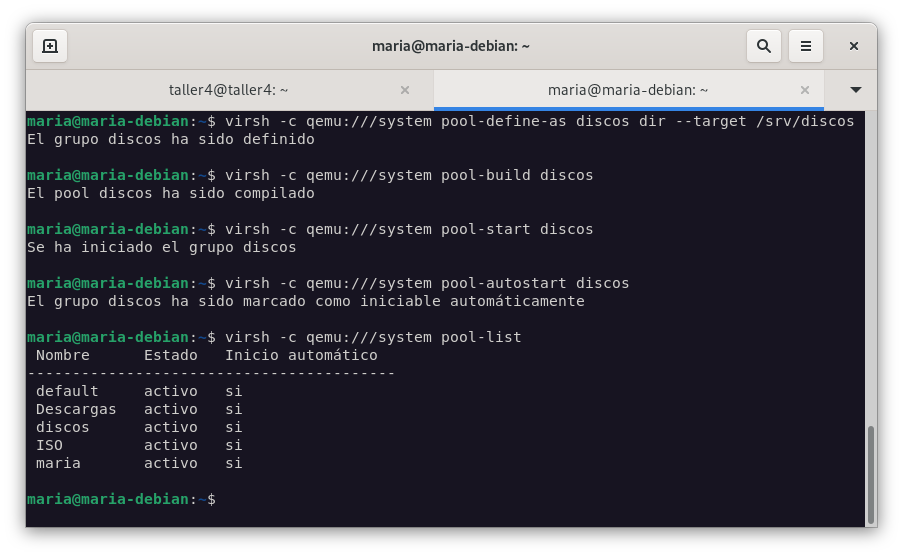 maria@maria-debian: ~
taller4@taller4: ~
maria@maria-debian: ~
maria@maria-debian:~$ virsh -c qemu:///system pool-define-as discos dir --target /srv/discos
El grupo discos ha sido definido
maria@maria-debian:~$ virsh -c qemu:///system pool-build discos
El pool discos ha sido compilado
maria@maria-debian:~$ virsh -c qemu:///system pool-start discos
Se ha iniciado el grupo discos
maria@maria-debian:~$ virsh -c qemu:///system pool-autostart discos
El grupo discos ha sido marcado como iniciable automáticamente
maria@maria-debian:~$ virsh -c qemu:///system pool-list
Nombre      Estado   Inicio automático
-----------------------------------------
default     activo   si
Descargas   activo   si
discos      activo   si
ISO         activo   si
maria       activo   si
maria@maria-debian:~$